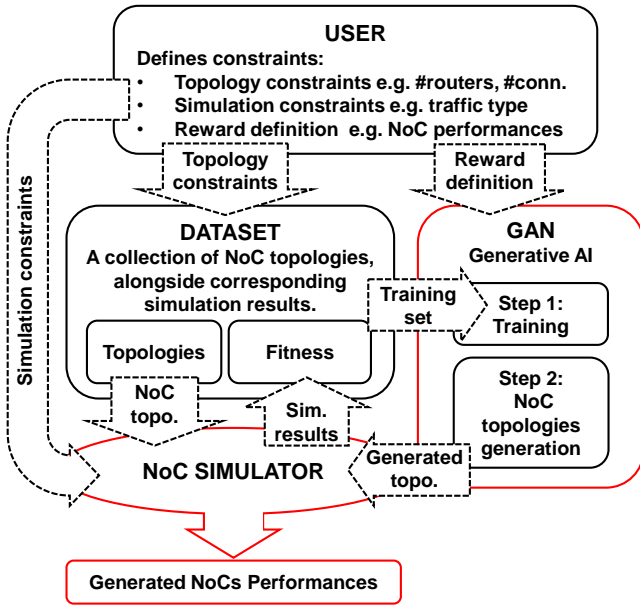 USER
Defines constraints:
• Topology constraints e.g. #routers, #conn.
• Simulation constraints e.g. traffic type
• Reward definition e.g. NoC performances
Simulation constraints
Topology
constraints
Reward
definition
DATASET
A collection of NoC topologies,
alongside corresponding
simulation results.
Topologies
Fitness
GAN
Generative AI
Training
set
Step 1:
Training
Step 2:
NoC
topologies
generation
NoC
topo.
Sim.
results
NoC SIMULATOR
Generated
topo.
Generated NoCs Performances